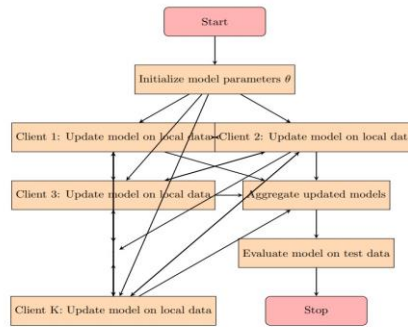 Start
Initialize model parameters θ
Client 1: Update model on local data
Client 2: Update model on local data
Client 3: Update model on local data
Aggregate updated models
Evaluate model on test data
Client K: Update model on local data
Stop